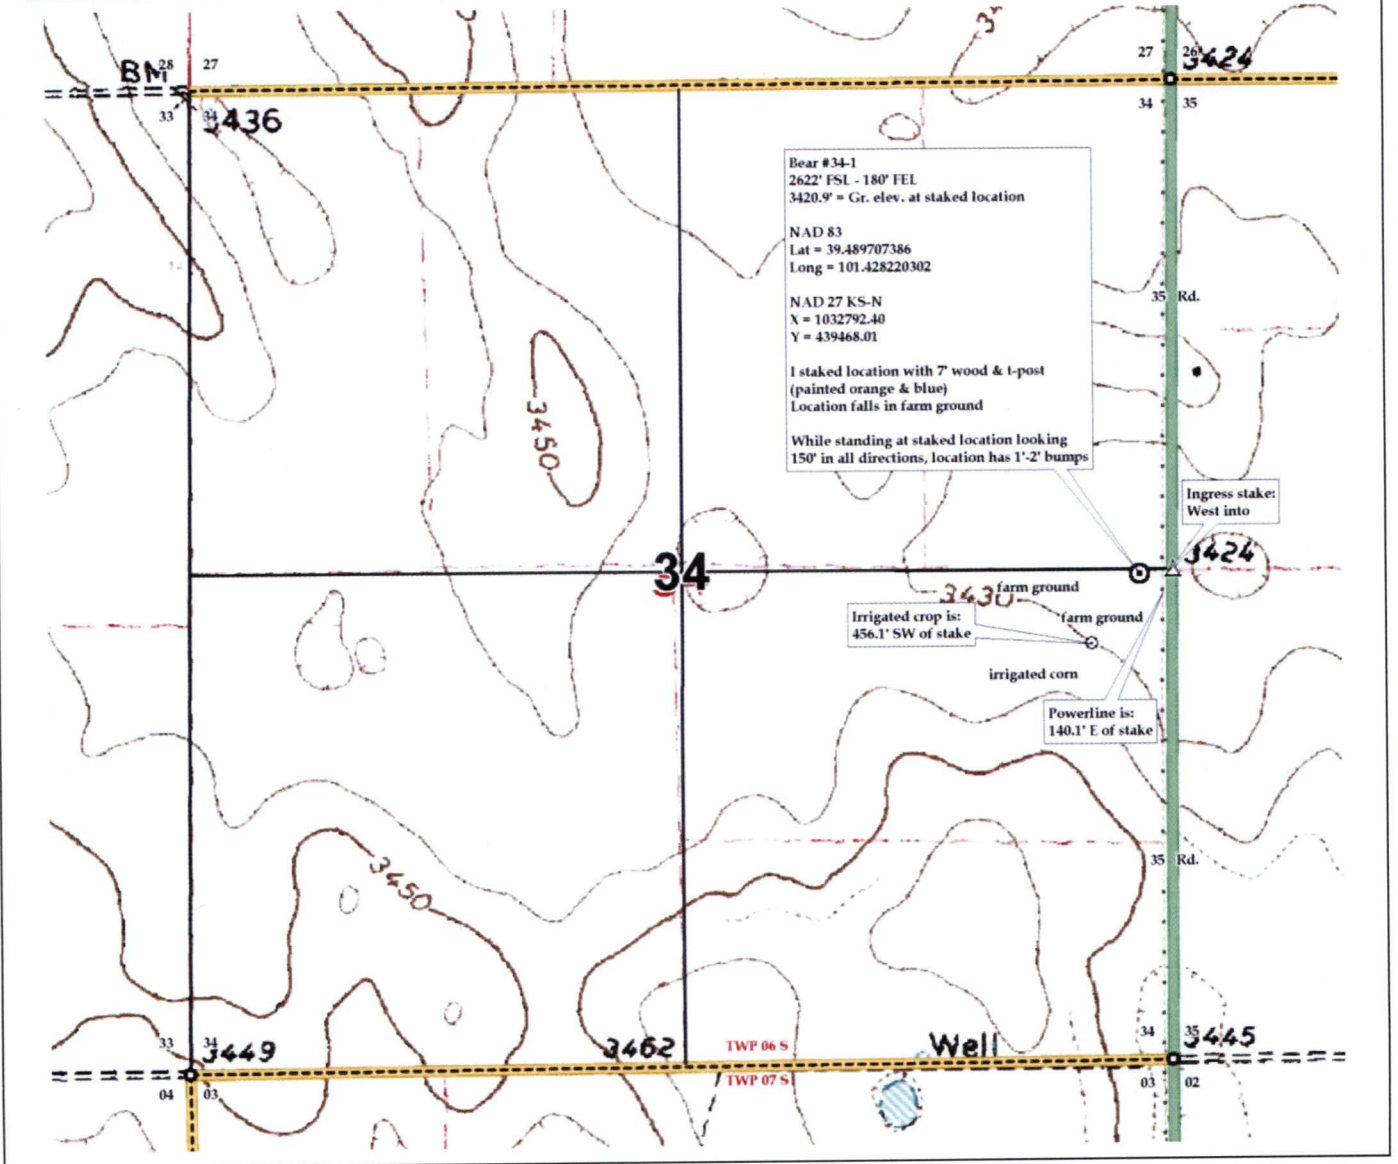 28 27
27 26
BM
3424
33
34 35
3436
Bear #34-1
2622' FSL - 180' FEL
3420.9' = Gr. elev. at staked location
NAD 83
Lat = 39.489707386
Long = 101.428220302
NAD 27 KS-N
X = 1032792.40
Y = 439468.01
I staked location with 7' wood & t-post
(painted orange & blue)
Location falls in farm ground
While standing at staked location looking
150' in all directions, location has 1'-2' bumps
35 Rd.
3450
Ingress stake:
West into
3424
34
3430
farm ground
farm ground
Irrigated crop is:
456.1' SW of stake
irrigated corn
Powerline is:
140.1' E of stake
35 Rd.
3450
33 34
34 35
3449
3462
TWP 06 S
Well
3445
TWP 07 S
04 03
03 02